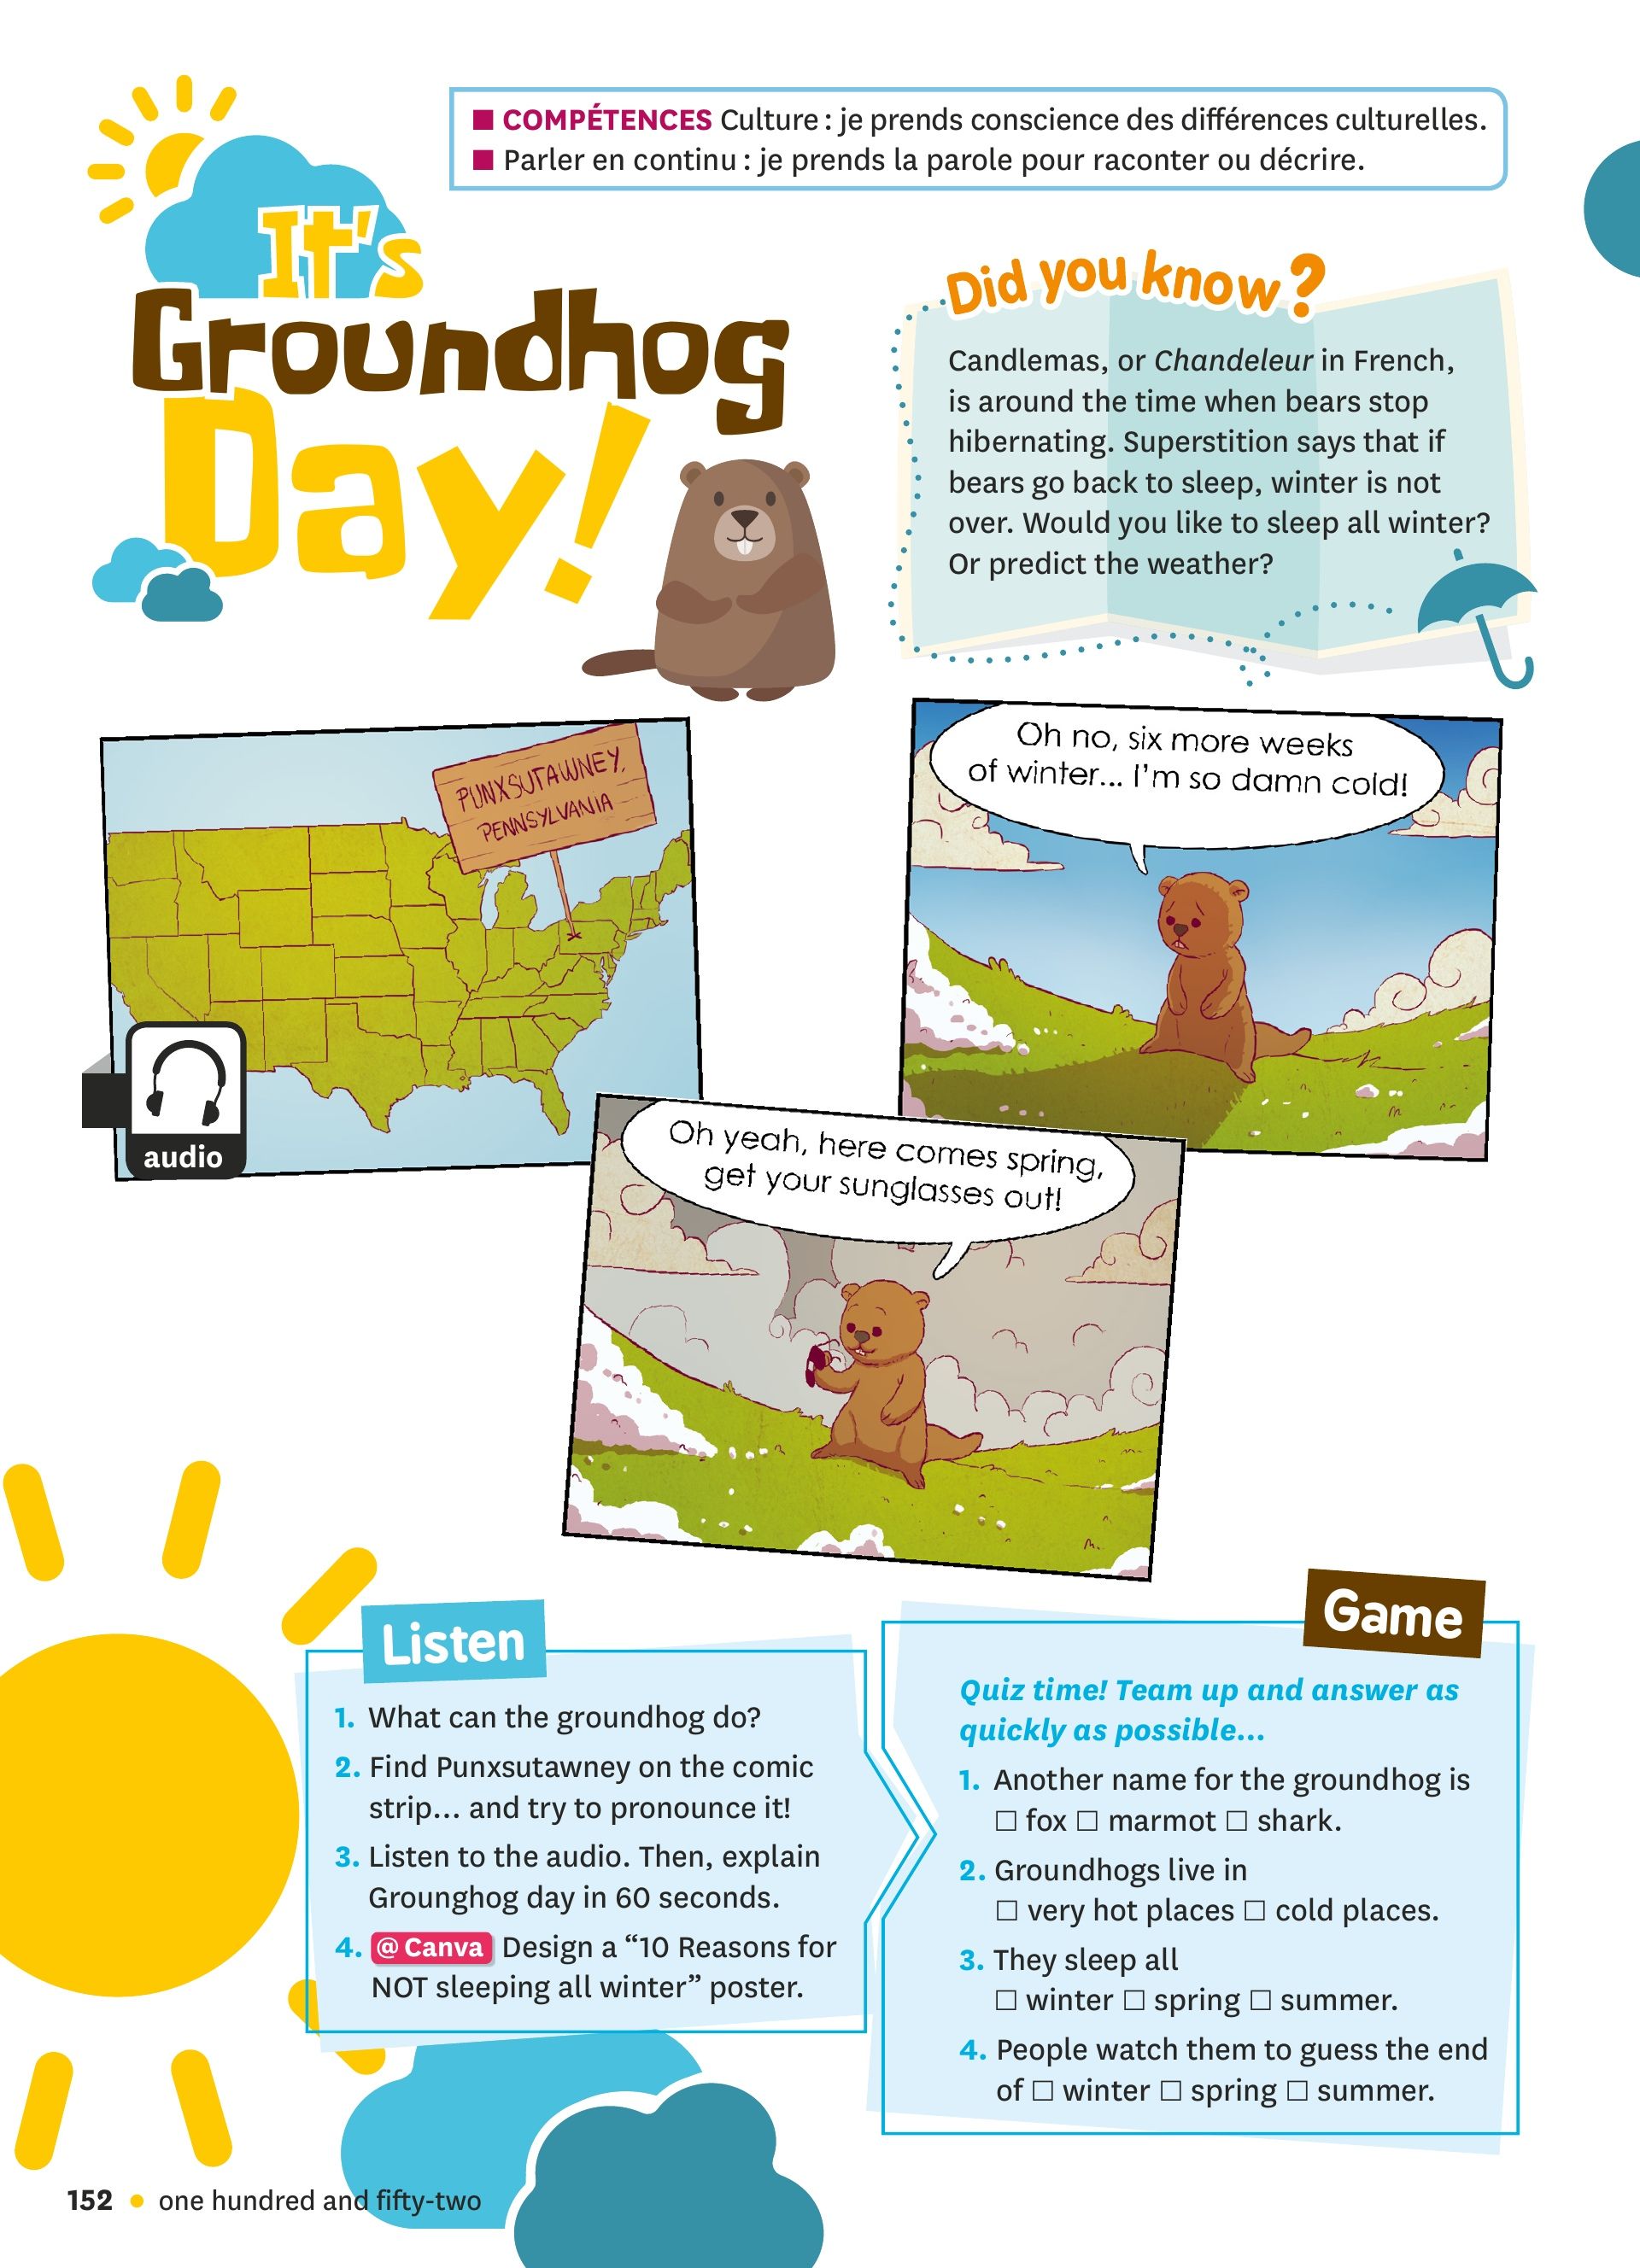 ■ COMPÉTENCES Culture : je prends conscience des différences culturelles.
■ Parler en continu : je prends la parole pour raconter ou décrire.
It's
Groundhog
Day!
Did you know?
Candlemas, or Chandeleur in French,
is around the time when bears stop
hibernating. Superstition says that if
bears go back to sleep, winter is not
over. Would you like to sleep all winter?
Or predict the weather?
PUNXSUTAWNEY,
PENNSYLVANIA
audio
Oh no, six more weeks
of winter... I'm so damn cold!
Oh yeah, here comes spring,
get your sunglasses out!
Listen
1. What can the groundhog do?
2. Find Punxsutawney on the comic
strip... and try to pronounce it!
3. Listen to the audio. Then, explain
Grounghog day in 60 seconds.
4. @ Canva Design a “10 Reasons for
NOT sleeping all winter” poster.
Game
Quiz time! Team up and answer as
quickly as possible...
1. Another name for the groundhog is
□ fox □ marmot □ shark.
2. Groundhogs live in
□ very hot places □ cold places.
3. They sleep all
□ winter □ spring □ summer.
4. People watch them to guess the end
of □ winter □ spring □ summer.
152 • one hundred and fifty-two